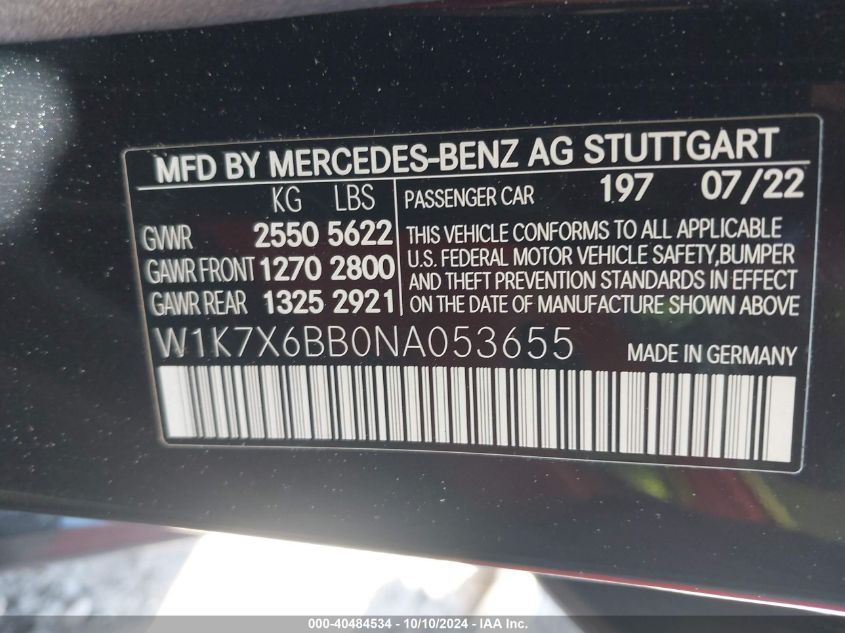 MFD BY MERCEDES-BENZ AG STUTTGART
KG LBS
GVWR 2550 5622
GAWR FRONT 1270 2800
GAWR REAR 1325 2921
PASSENGER CAR 197 07/22
THIS VEHICLE CONFORMS TO ALL APPLICABLE
U.S. FEDERAL MOTOR VEHICLE SAFETY,BUMPER
AND THEFT PREVENTION STANDARDS IN EFFECT
ON THE DATE OF MANUFACTURE SHOWN ABOVE
W1K7X6BB0NA053655 MADE IN GERMANY
000-40484534 - 10/10/2024 - IAA Inc.